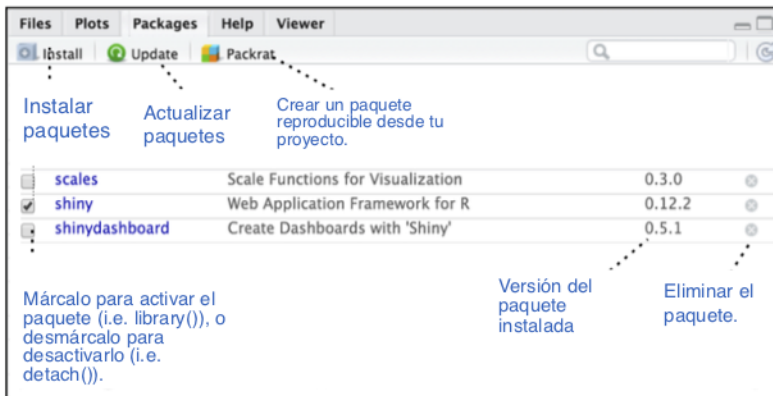 Files Plots Packages Help Viewer
Install Update Packrat
Instalar
paquetes
Actualizar
paquetes
Crear un paquete
reproducible desde tu
proyecto.
scales Scale Functions for Visualization 0.3.0
shiny Web Application Framework for R 0.12.2
shinydashboard Create Dashboards with 'Shiny' 0.5.1
Márcalo para activar el
paquete (i.e. library()), o
desmárcalo para
desactivarlo (i.e.
detach()).
Versión del
paquete
instalada
Eliminar el
paquete.